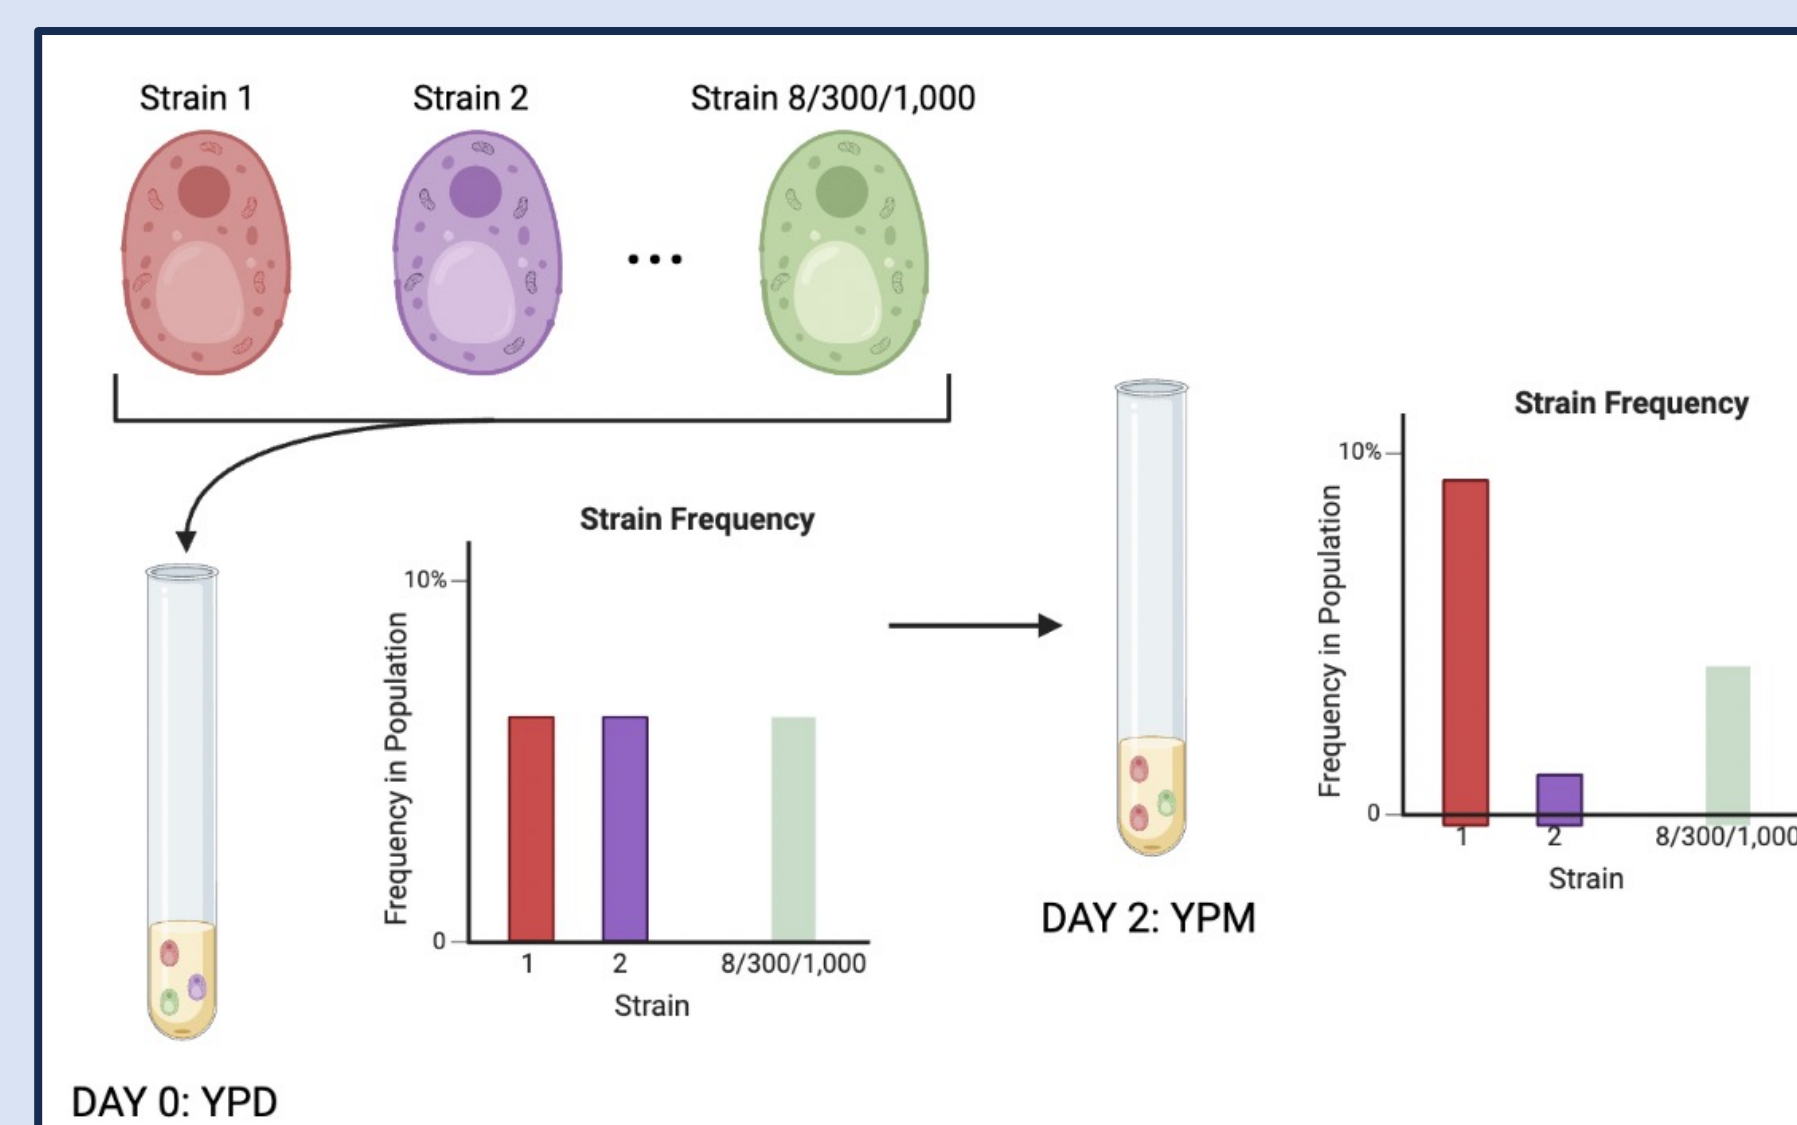 Strain 1
Strain 2
Strain 8/300/1,000
Strain Frequency
10%
Frequency in Population
0
1
2
8/300/1,000
Strain
DAY 0: YPD
Strain Frequency
10%
Frequency in Population
0
1
2
8/300/1,000
Strain
DAY 2: YPM